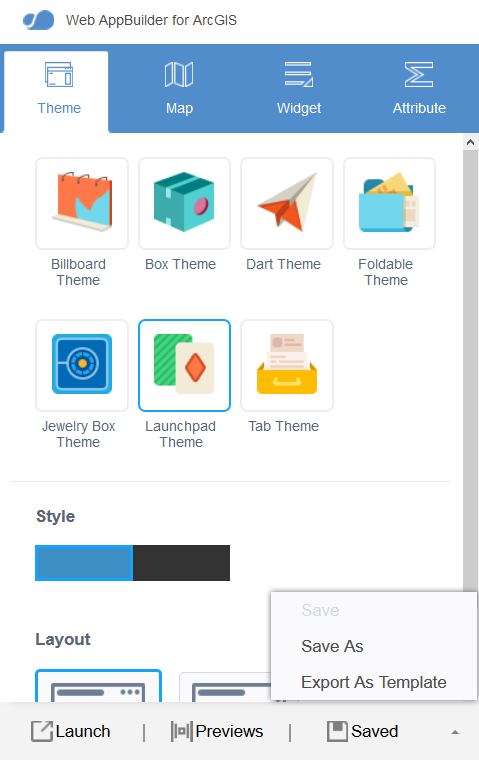 Web AppBuilder for ArcGIS
Theme
Map
Widget
Attribute
Billboard Theme
Box Theme
Dart Theme
Foldable Theme
Jewelry Box Theme
Launchpad Theme
Tab Theme
Style
Layout
Save
Save As
Export As Template
Launch | Previews | Saved